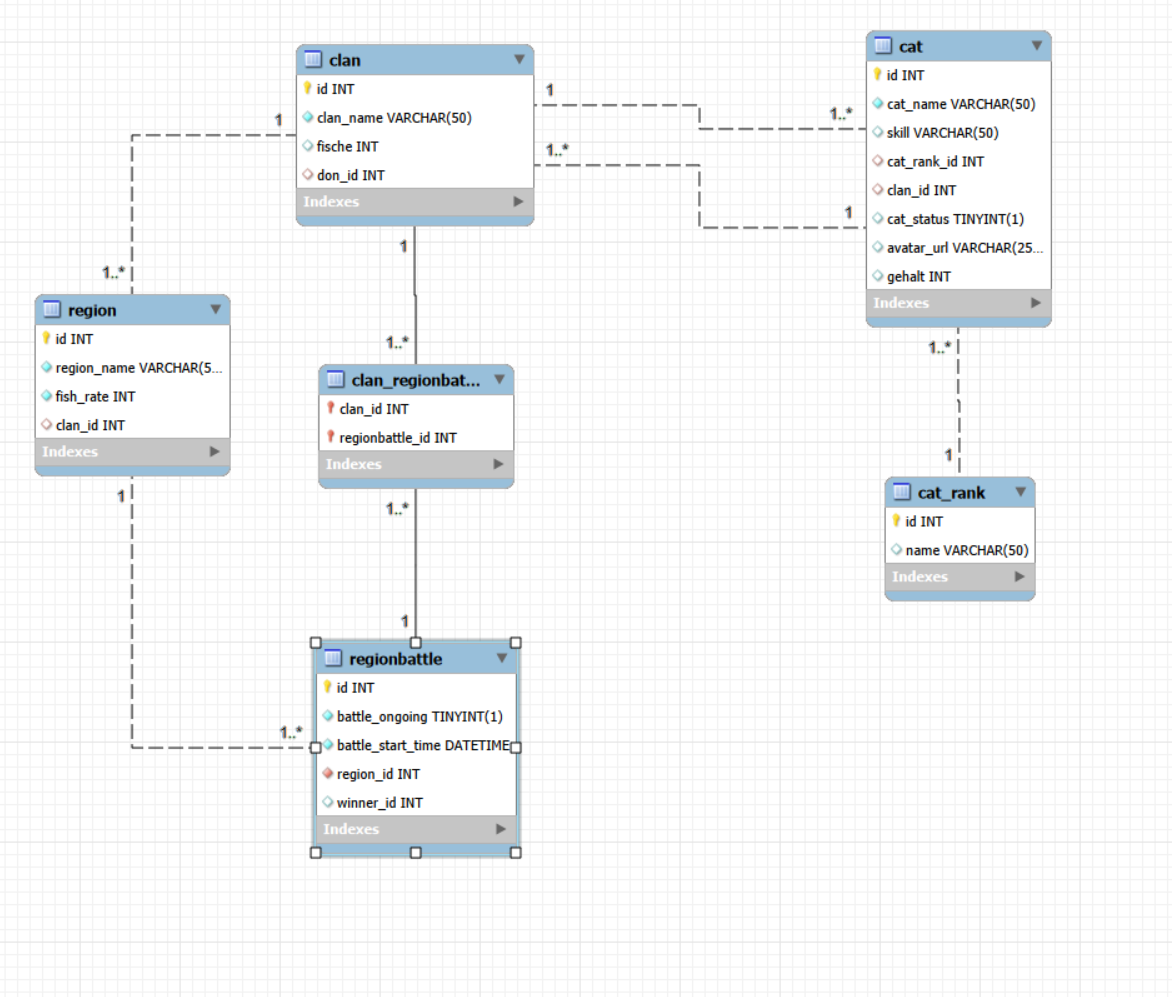 clan
id INT
clan_name VARCHAR(50)
fische INT
don_id INT
Indexes
cat
id INT
cat_name VARCHAR(50)
skill VARCHAR(50)
cat_rank_id INT
clan_id INT
cat_status TINYINT(1)
avatar_url VARCHAR(25...
gehalt INT
Indexes
1
1..*
1..*
1
1
1..*
region
id INT
region_name VARCHAR(5...
fish_rate INT
clan_id INT
Indexes
1
1..*
clan_regionbat...
clan_id INT
regionbattle_id INT
Indexes
1..*
1
cat_rank
id INT
name VARCHAR(50)
Indexes
1
1..*
1..*
1
regionbattle
id INT
battle_ongoing TINYINT(1)
battle_start_time DATETIME
region_id INT
winner_id INT
Indexes